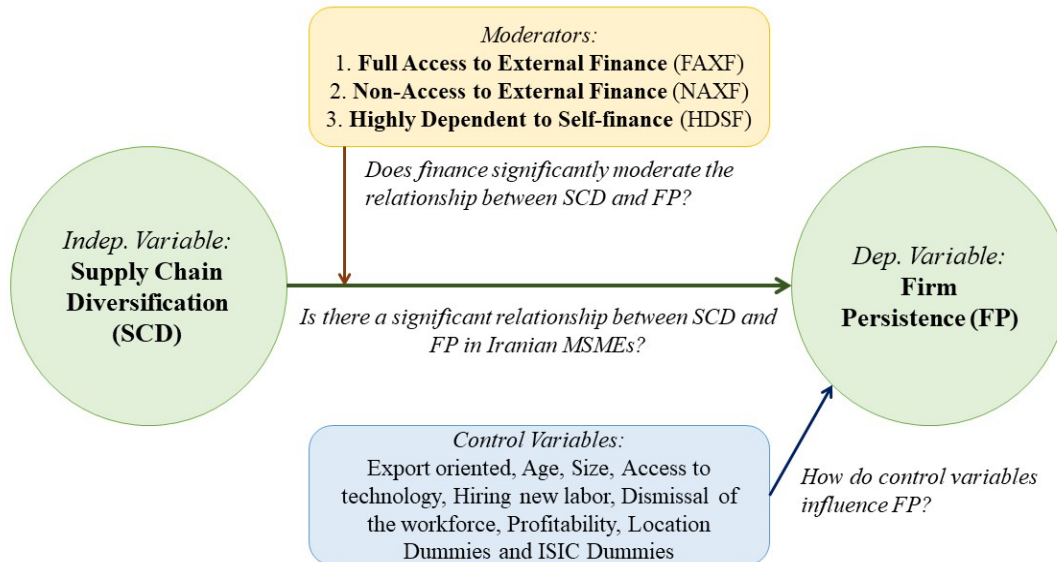 Moderators:
1. Full Access to External Finance (FAXF)
2. Non-Access to External Finance (NAXF)
3. Highly Dependent to Self-finance (HDSF)
Does finance significantly moderate the
relationship between SCD and FP?
Indep. Variable:
Supply Chain
Diversification
(SCD)
Is there a significant relationship between SCD and
FP in Iranian MSMEs?
Dep. Variable:
Firm
Persistence (FP)
Control Variables:
Export oriented, Age, Size, Access to
technology, Hiring new labor, Dismissal of
the workforce, Profitability, Location
Dummies and ISIC Dummies
How do control variables
influence FP?